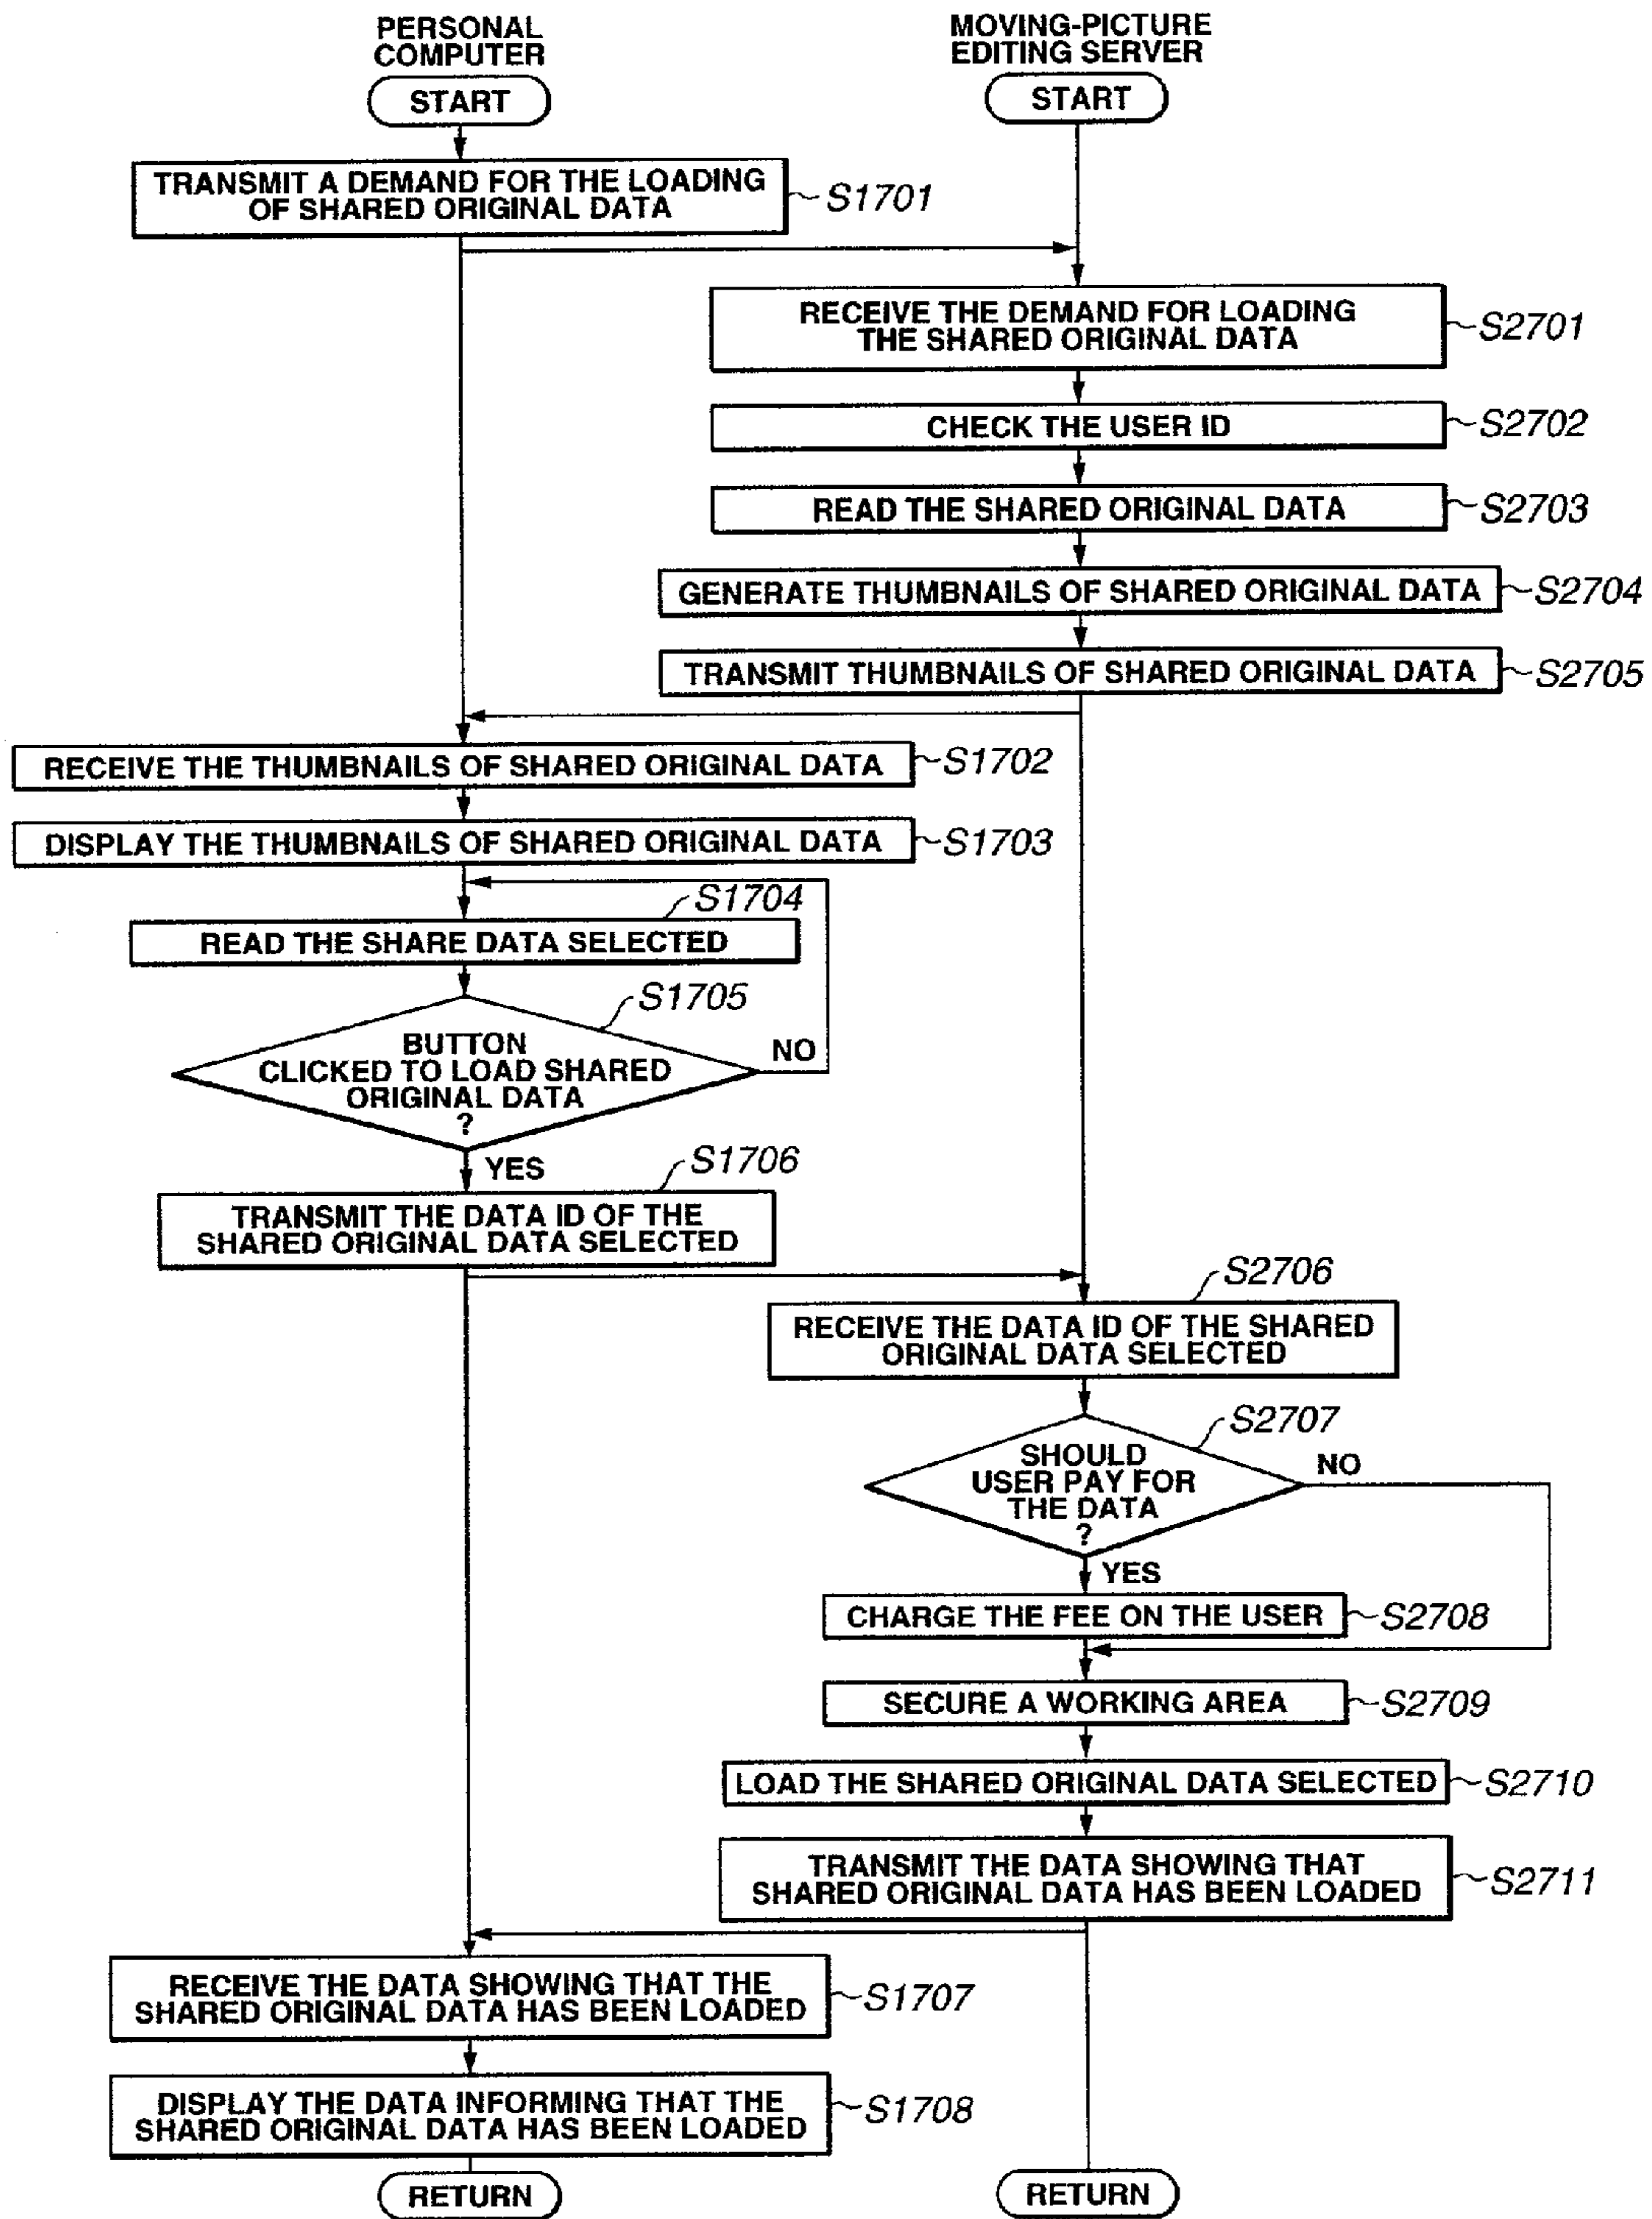 PERSONAL
COMPUTER
MOVING-PICTURE
EDITING SERVER
START
START
TRANSMIT A DEMAND FOR THE LOADING
OF SHARED ORIGINAL DATA
S1701
RECEIVE THE DEMAND FOR LOADING
THE SHARED ORIGINAL DATA
S2701
CHECK THE USER ID
S2702
READ THE SHARED ORIGINAL DATA
S2703
GENERATE THUMBNAILS OF SHARED ORIGINAL DATA
S2704
TRANSMIT THUMBNAILS OF SHARED ORIGINAL DATA
S2705
RECEIVE THE THUMBNAILS OF SHARED ORIGINAL DATA
S1702
DISPLAY THE THUMBNAILS OF SHARED ORIGINAL DATA
S1703
S1704
READ THE SHARE DATA SELECTED
S1705
BUTTON
CLICKED TO LOAD SHARED
ORIGINAL DATA
?
NO
YES
S1706
TRANSMIT THE DATA ID OF THE
SHARED ORIGINAL DATA SELECTED
S2706
RECEIVE THE DATA ID OF THE SHARED
ORIGINAL DATA SELECTED
S2707
SHOULD
USER PAY FOR
THE DATA
?
NO
YES
CHARGE THE FEE ON THE USER
S2708
SECURE A WORKING AREA
S2709
LOAD THE SHARED ORIGINAL DATA SELECTED
S2710
TRANSMIT THE DATA SHOWING THAT
SHARED ORIGINAL DATA HAS BEEN LOADED
S2711
RECEIVE THE DATA SHOWING THAT THE
SHARED ORIGINAL DATA HAS BEEN LOADED
S1707
DISPLAY THE DATA INFORMING THAT THE
SHARED ORIGINAL DATA HAS BEEN LOADED
S1708
RETURN
RETURN